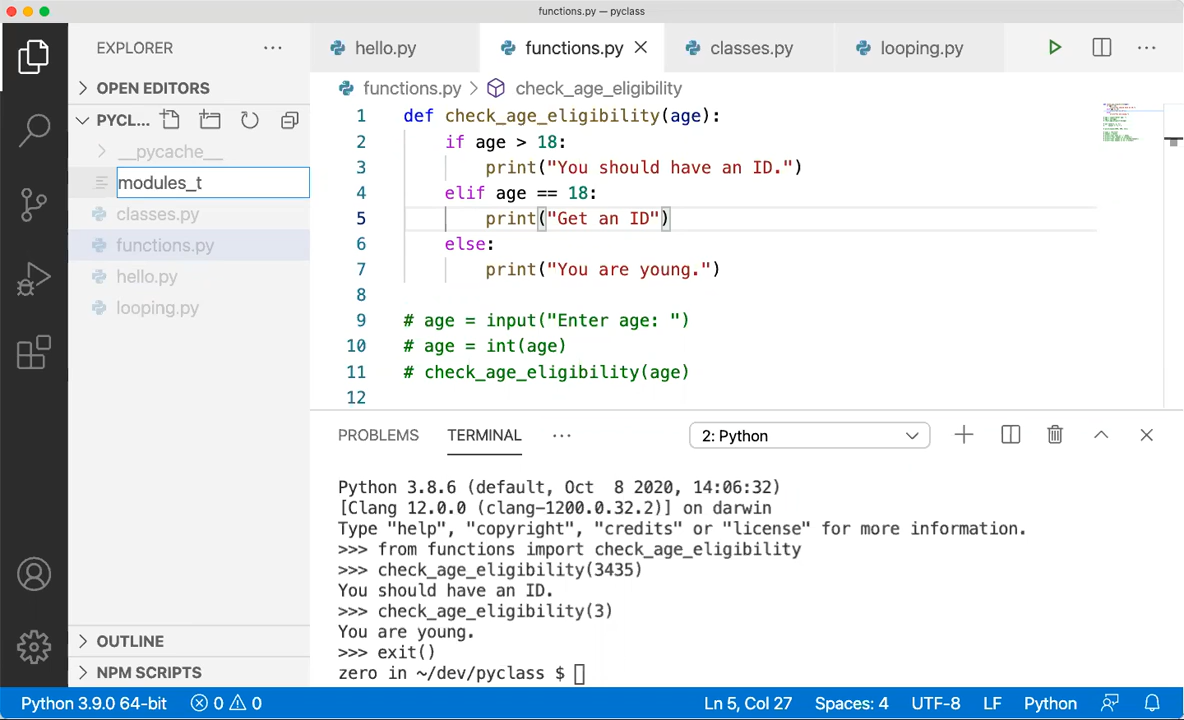 functions.py — pyclass
EXPLORER
OPEN EDITORS
PYCL...
__pycache__
modules_t
classes.py
functions.py
hello.py
looping.py
OUTLINE
NPM SCRIPTS
hello.py
functions.py
classes.py
looping.py
functions.py > check_age_eligibility
1 def check_age_eligibility(age):
2 if age > 18:
3 print("You should have an ID.")
4 elif age == 18:
5 print("Get an ID")
6 else:
7 print("You are young.")
8
9 # age = input("Enter age: ")
10 # age = int(age)
11 # check_age_eligibility(age)
12
PROBLEMS TERMINAL ... 2: Python
Python 3.8.6 (default, Oct  8 2020, 14:06:32)
[Clang 12.0.0 (clang-1200.0.32.2)] on darwin
Type "help", "copyright", "credits" or "license" for more information.
>>> from functions import check_age_eligibility
>>> check_age_eligibility(3435)
You should have an ID.
>>> check_age_eligibility(3)
You are young.
>>> exit()
zero in ~/dev/pyclass $
Python 3.9.0 64-bit 0 0 Ln 5, Col 27 Spaces: 4 UTF-8 LF Python